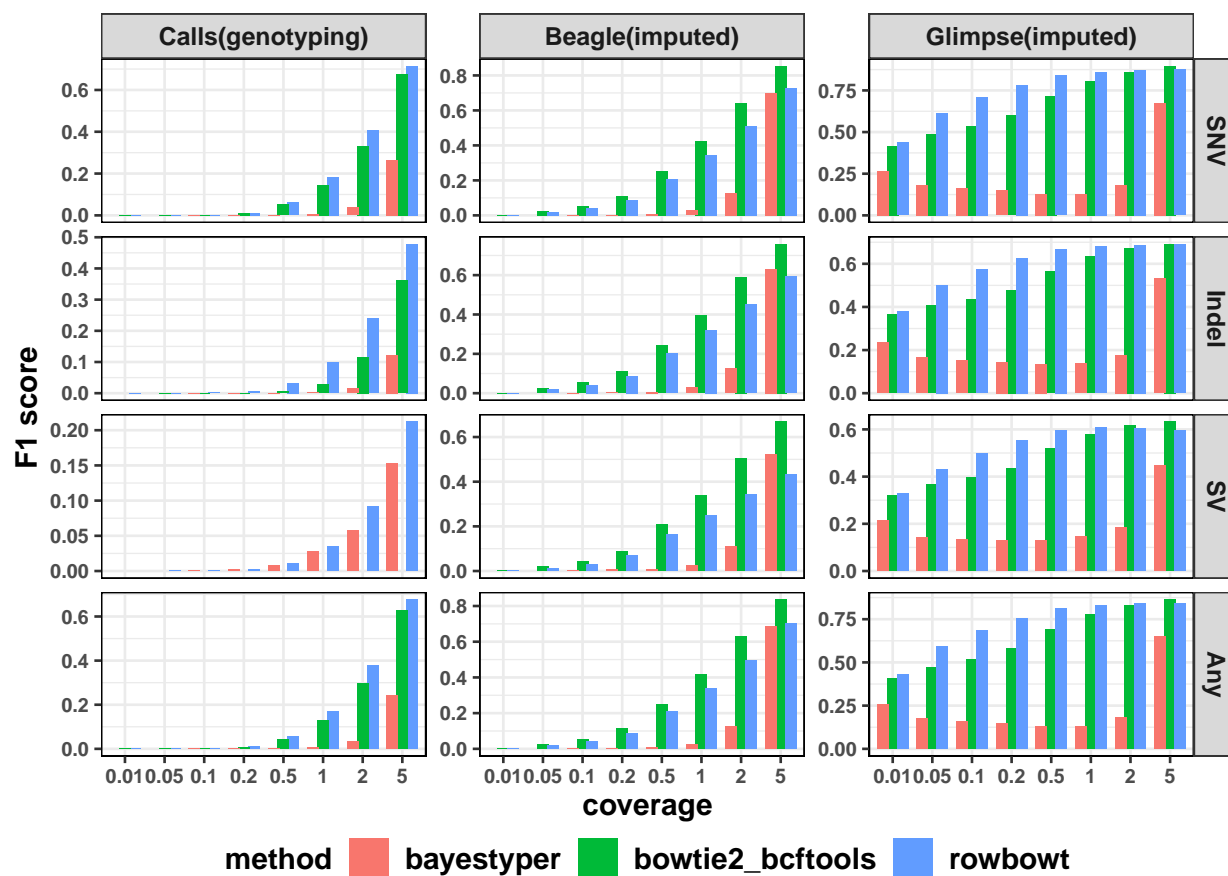 Calls(genotyping) Beagle(imputed) Glimpse(imputed)
0.6 0.8 0.75
0.4 0.6 0.50
0.2 0.4 0.25
0.0 0.2 0.00
0.0
SNV
0.5 0.6 0.6
0.4 0.4 0.4
0.3 0.2 0.2
0.2 0.0 0.0
0.1
0.0
Indel
0.20 0.6 0.6
0.15 0.4 0.4
0.10 0.2 0.2
0.05 0.0 0.0
0.00
SV
0.6 0.8 0.75
0.4 0.6 0.50
0.2 0.4 0.25
0.0 0.2 0.00
0.0
Any
F1 score
0.01 0.05 0.1 0.2 0.5 1 2 5 0.01 0.05 0.1 0.2 0.5 1 2 5 0.01 0.05 0.1 0.2 0.5 1 2 5
coverage
method bayestyper bowtie2_bcftools rowbowt